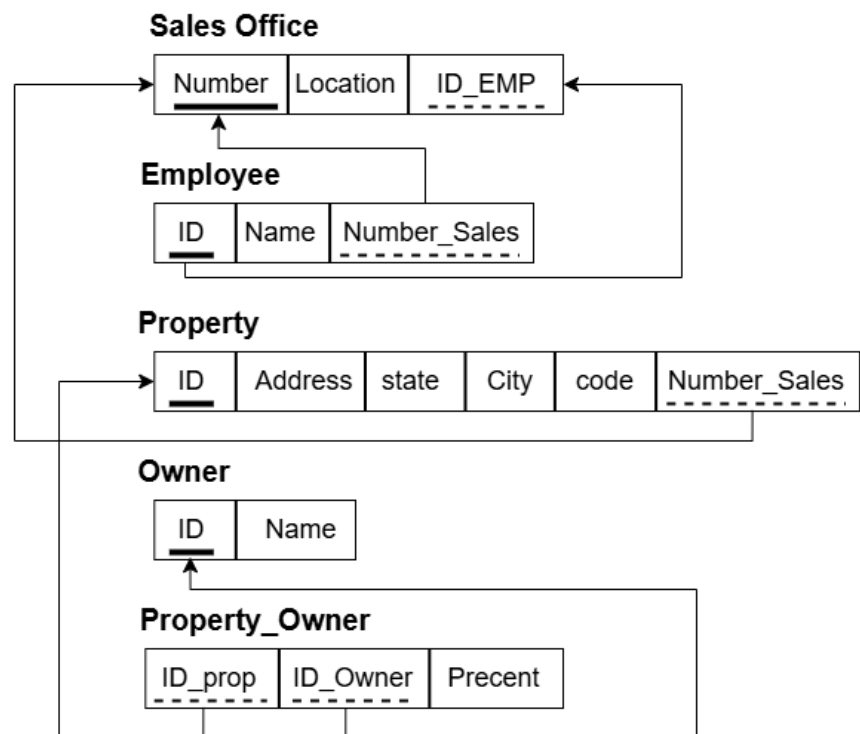 Sales Office
Number Location ID_EMP
Employee
ID Name Number_Sales
Property
ID Address state City code Number_Sales
Owner
ID Name
Property_Owner
ID_prop ID_Owner Precent